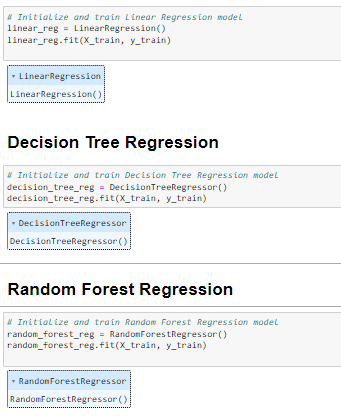 # Initialize and train Linear Regression model
linear_reg = LinearRegression()
linear_reg.fit(X_train, y_train)
▾ LinearRegression
LinearRegression()
Decision Tree Regression
# Initialize and train Decision Tree Regression model
decision_tree_reg = DecisionTreeRegressor()
decision_tree_reg.fit(X_train, y_train)
▾ DecisionTreeRegressor
DecisionTreeRegressor()
Random Forest Regression
# Initialize and train Random Forest Regression model
random_forest_reg = RandomForestRegressor()
random_forest_reg.fit(X_train, y_train)
▾ RandomForestRegressor
RandomForestRegressor()